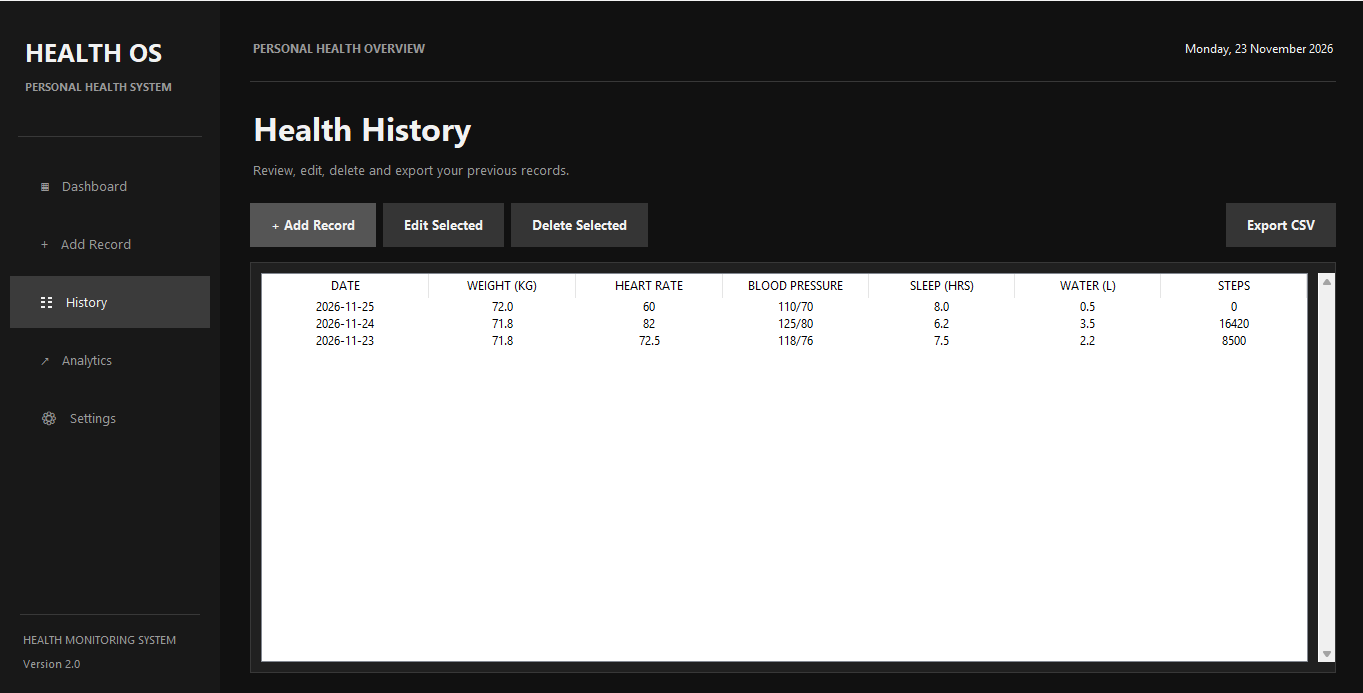 HEALTH OS
PERSONAL HEALTH SYSTEM
Dashboard
+ Add Record
History
Analytics
Settings
HEALTH MONITORING SYSTEM
Version 2.0
PERSONAL HEALTH OVERVIEW
Monday, 23 November 2026
Health History
Review, edit, delete and export your previous records.
+ Add Record
Edit Selected
Delete Selected
Export CSV
DATE WEIGHT (KG) HEART RATE BLOOD PRESSURE SLEEP (HRS) WATER (L) STEPS
2026-11-25 72.0 60 110/70 8.0 0.5 0
2026-11-24 71.8 82 125/80 6.2 3.5 16420
2026-11-23 71.8 72.5 118/76 7.5 2.2 8500